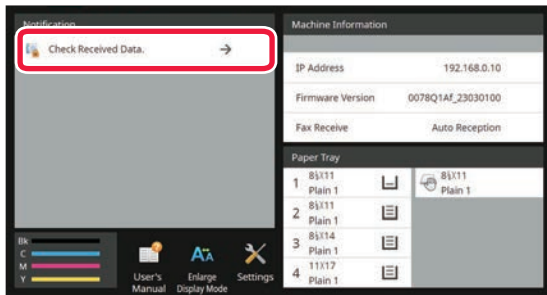 Notification
Check Received Data.
Machine Information
IP Address 192.168.0.10
Firmware Version 0078Q1Af_23030100
Fax Receive Auto Reception
Paper Tray
1 8½X11
Plain 1
8½X11
Plain 1
2 8½X11
Plain 1
3 8½X14
Plain 1
4 11X17
Plain 1
Bk
C
M
Y
User's
Manual
AA
Enlarge
Display Mode
Settings